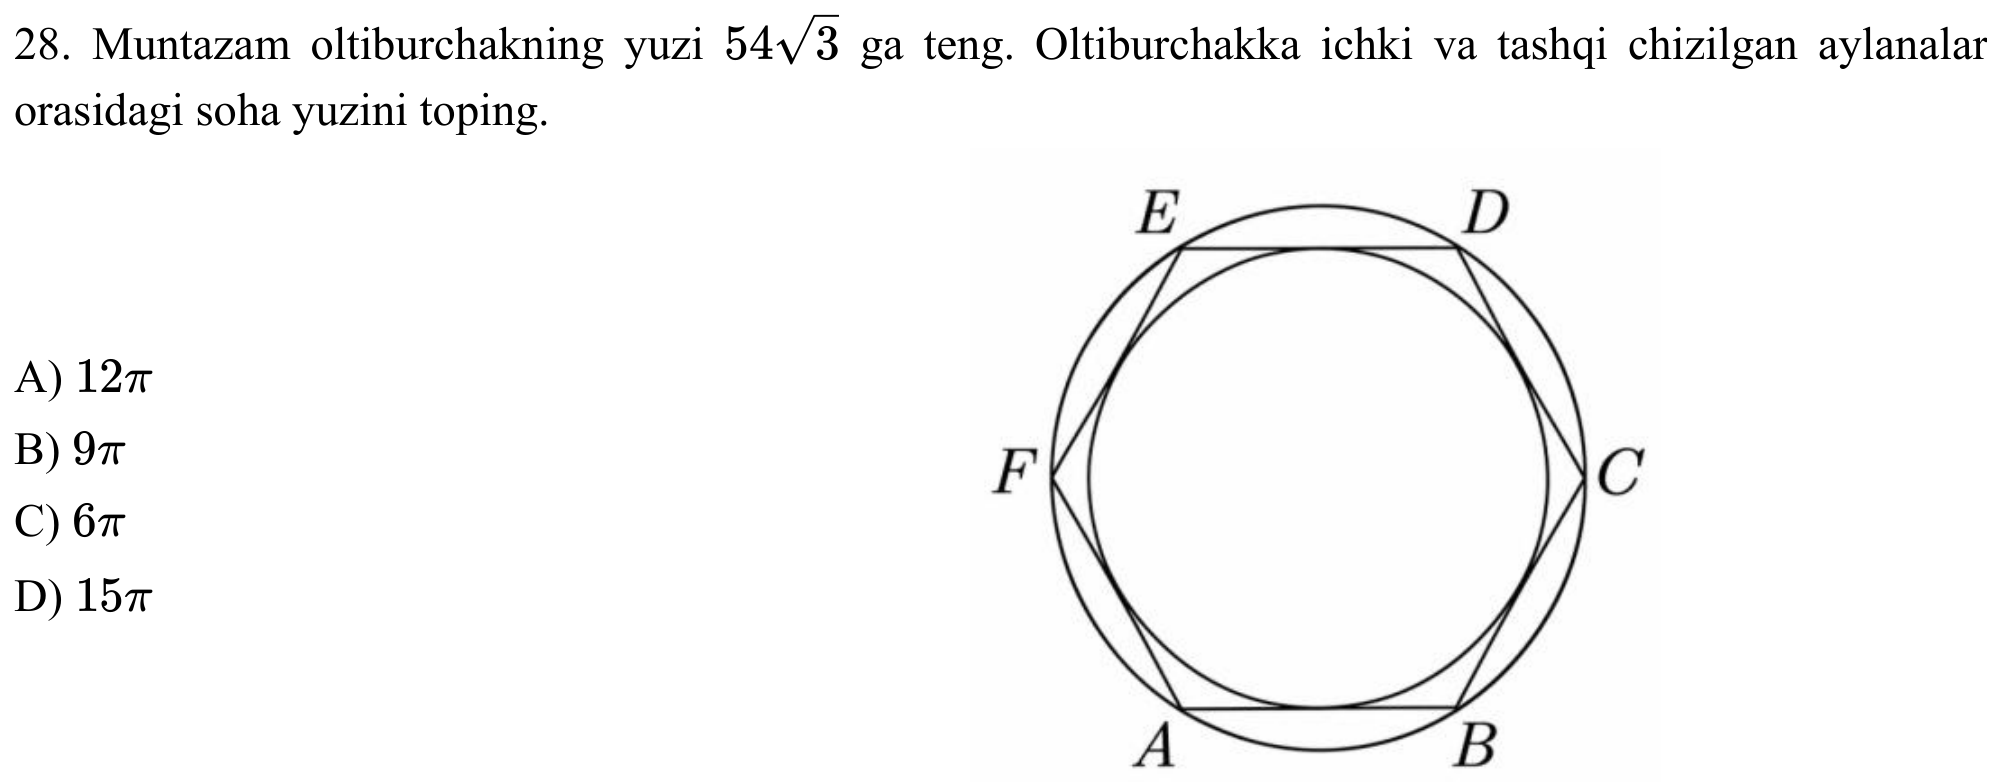 28. Muntazam oltiburchakning yuzi 54√3 ga teng. Oltiburchakka ichki va tashqi chizilgan aylanalar
orasidagi soha yuzini toping.
E D
A) 12π
B) 9π
F C
C) 6π
D) 15π
A B